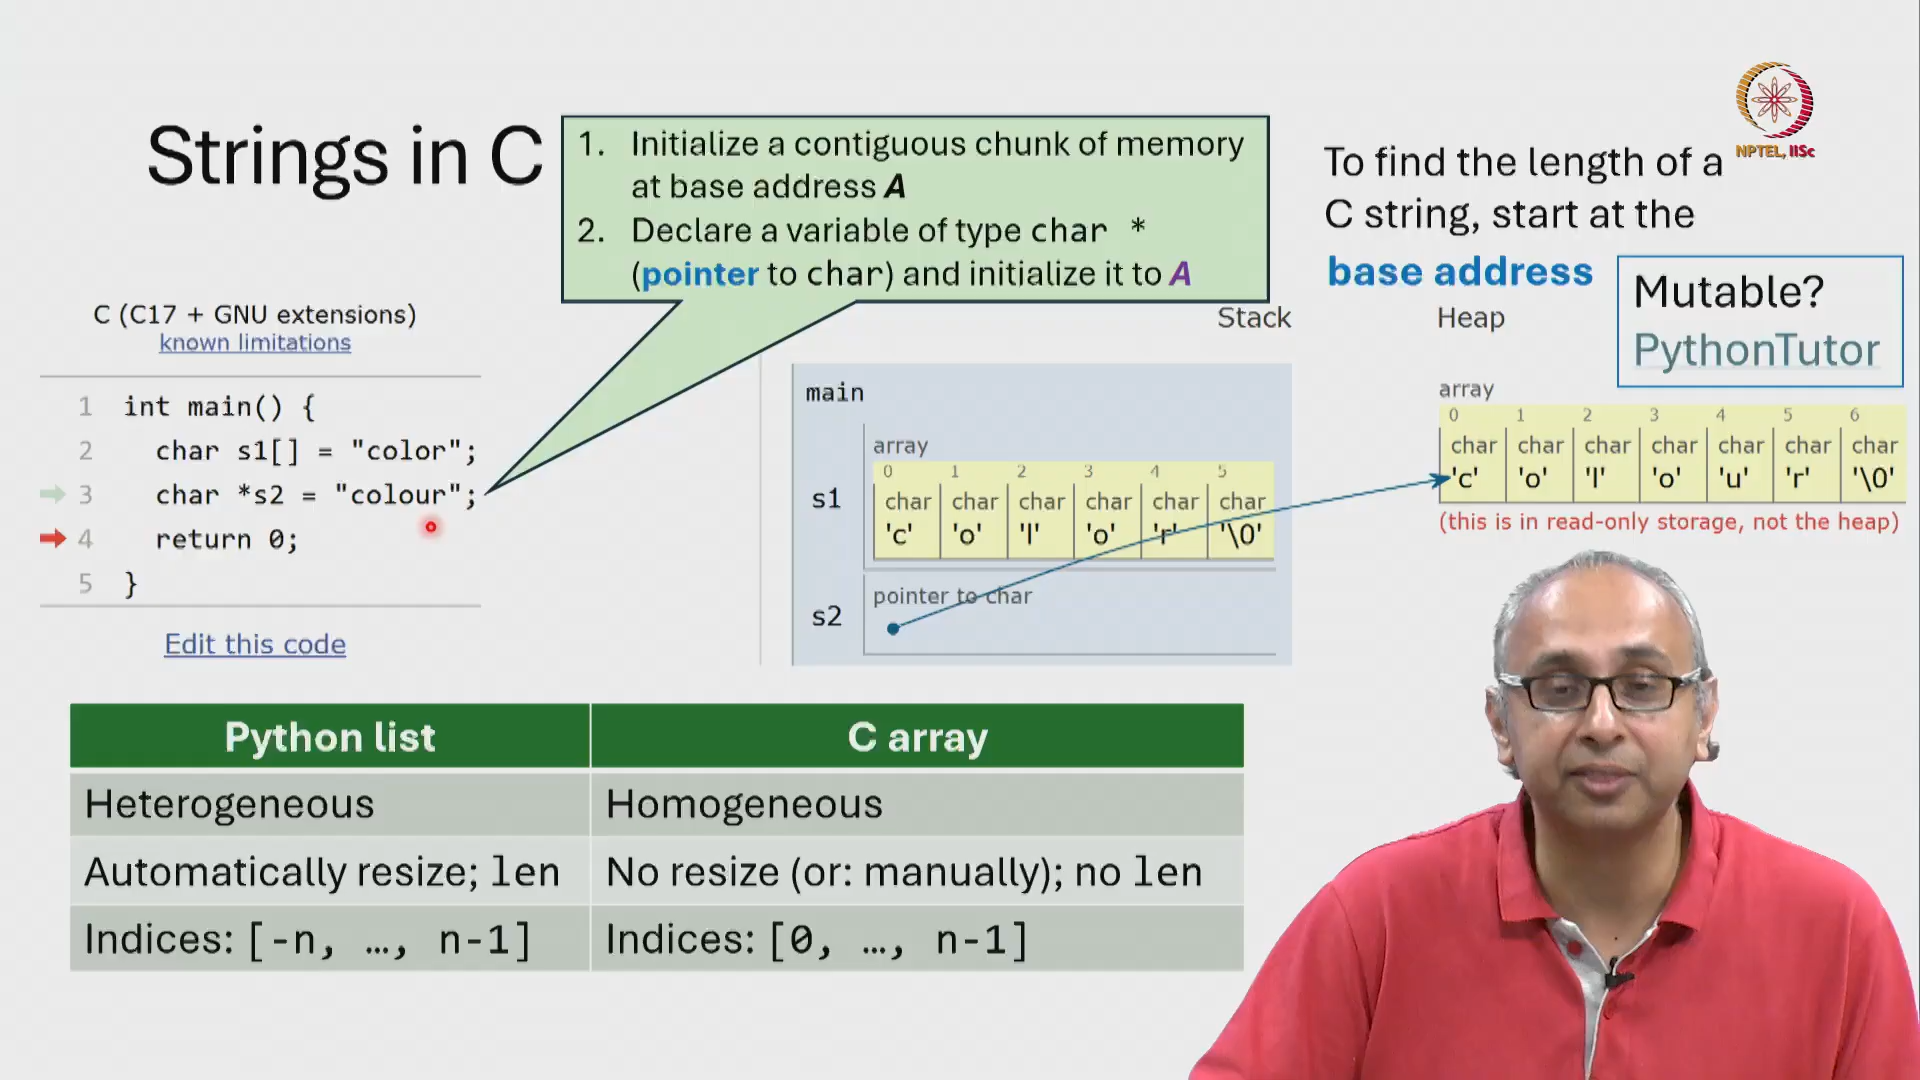 Strings in C
1. Initialize a contiguous chunk of memory
at base address A
2. Declare a variable of type char *
(pointer to char) and initialize it to A
NPTEL, IISc
To find the length of a
C string, start at the
base address
Mutable?
PythonTutor
C (C17 + GNU extensions)
known limitations
1 int main() {
2 char s1[] = "color";
3 char *s2 = "colour";
4 return 0;
5 }
Edit this code
Stack
Heap
main
array
0 1 2 3 4 5
s1
char char char char char char
'c' 'o' 'l' 'o' 'r' '\0'
s2
pointer to char
array
0 1 2 3 4 5 6
char char char char char char char
'c' 'o' 'l' 'o' 'u' 'r' '\0'
(this is in read-only storage, not the heap)
Python list C array
Heterogeneous Homogeneous
Automatically resize; len No resize (or: manually); no len
Indices: [-n, …, n-1] Indices: [0, …, n-1]